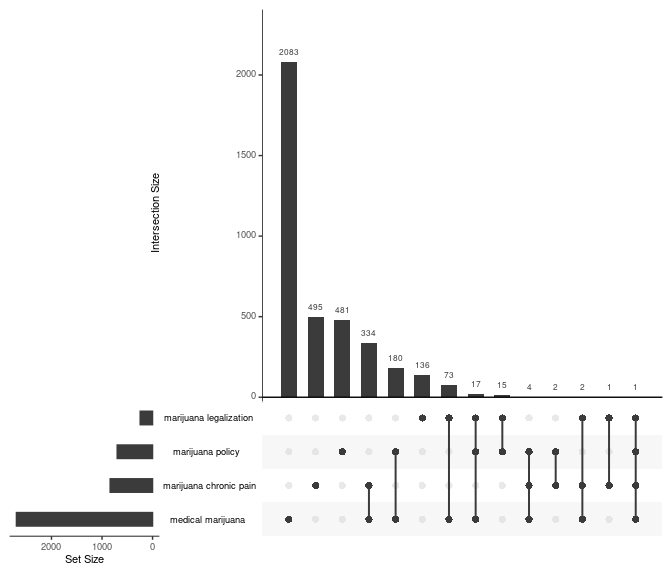 2083
2000
1500
Intersection Size
1000
500
495
481
334
180
136
73
17
15
4
2
2
1
1
0
marijuana legalization
marijuana policy
marijuana chronic pain
medical marijuana
2000 1000 0
Set Size